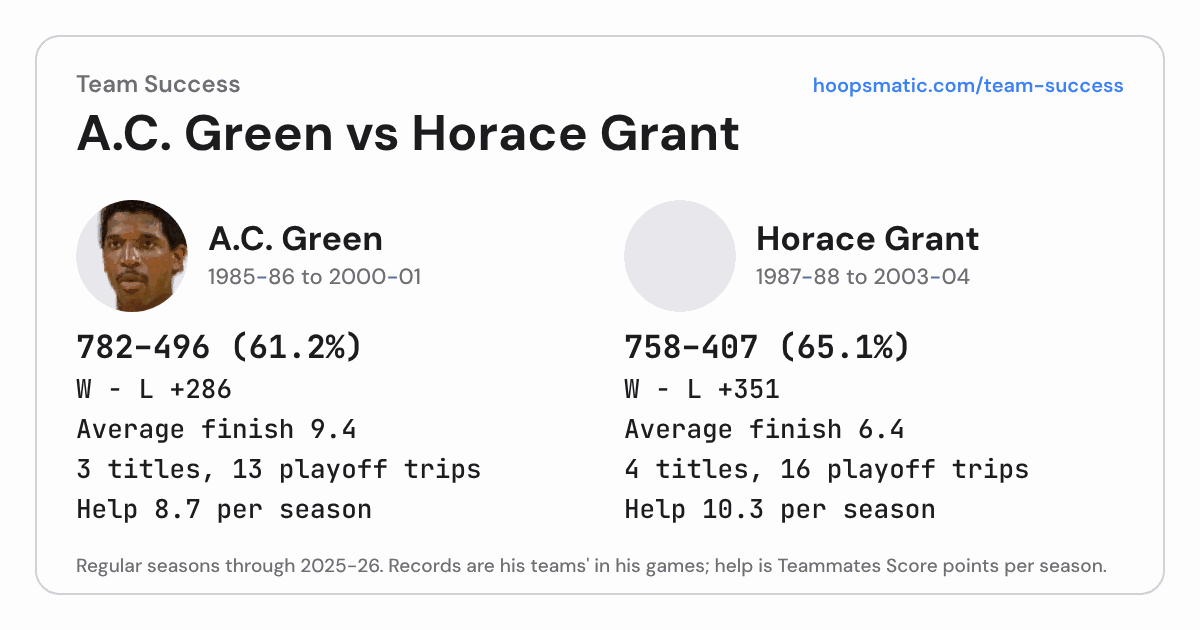 Team Success
hoopsmatic.com/team-success
A.C. Green vs Horace Grant
A.C. Green
1985-86 to 2000-01
782-496 (61.2%)
W - L +286
Average finish 9.4
3 titles, 13 playoff trips
Help 8.7 per season
Horace Grant
1987-88 to 2003-04
758-407 (65.1%)
W - L +351
Average finish 6.4
4 titles, 16 playoff trips
Help 10.3 per season
Regular seasons through 2025-26. Records are his teams' in his games; help is Teammates Score points per season.